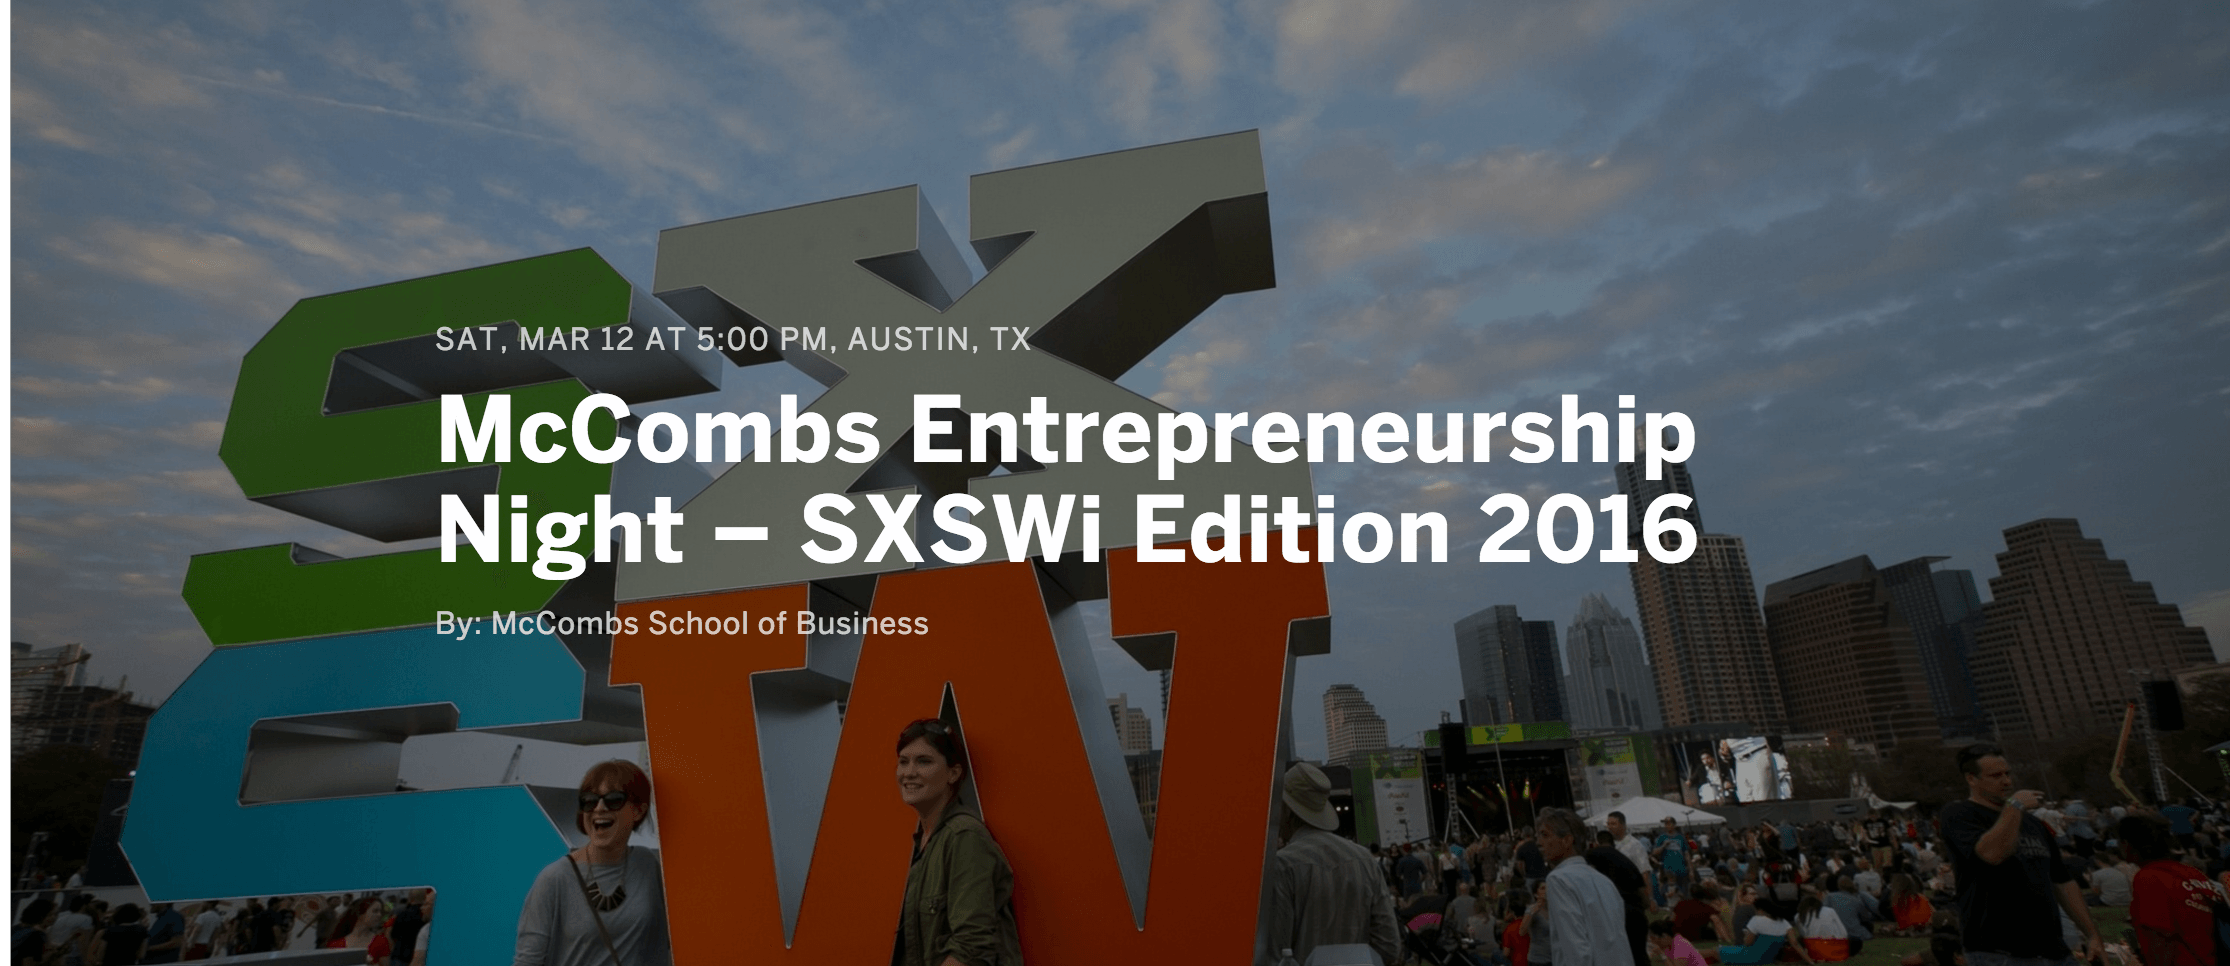 SAT, MAR 12 AT 5:00 PM, AUSTIN, TX
McCombs Entrepreneurship
Night – SXSWi Edition 2016
By: McCombs School of Business
S
X
S
W